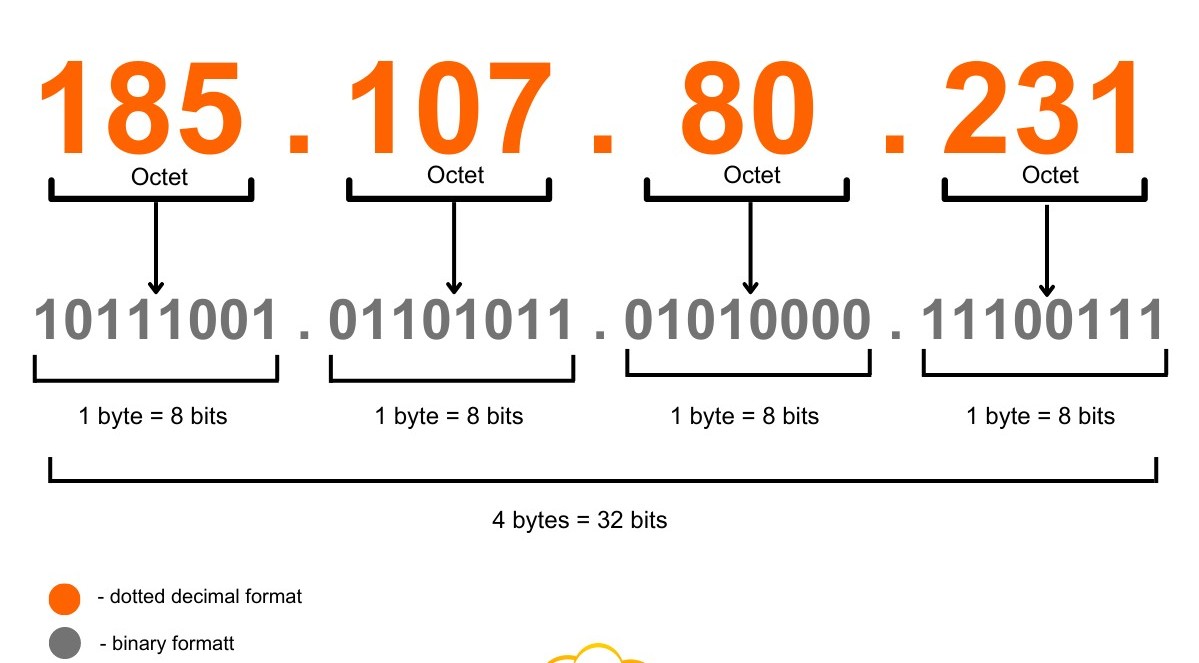 185 . 107 . 80 . 231
Octet Octet Octet Octet
10111001 . 01101011 . 01010000 . 11100111
1 byte = 8 bits 1 byte = 8 bits 1 byte = 8 bits 1 byte = 8 bits
4 bytes = 32 bits
- dotted decimal format
- binary formatt